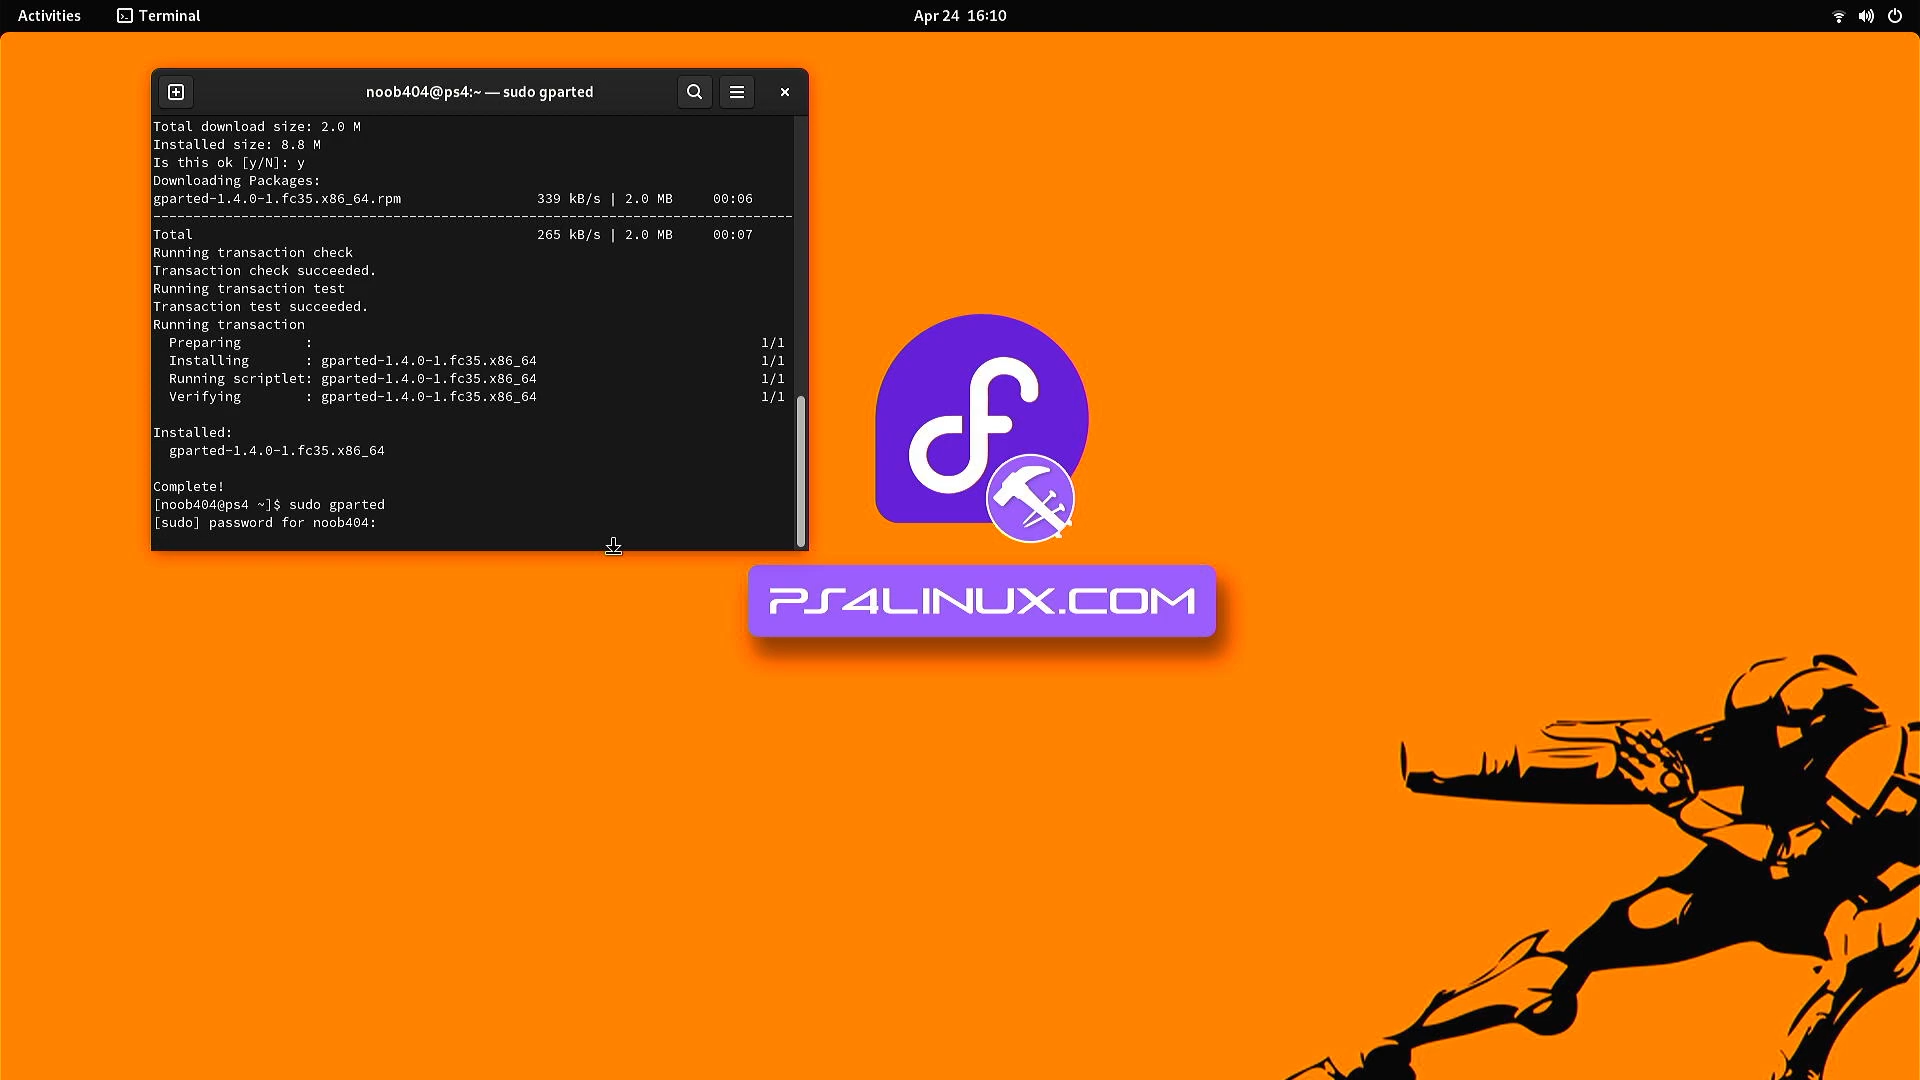 Activities
Terminal
Apr 24 16:10
noob404@ps4:~ — sudo gparted
Total download size: 2.0 M
Installed size: 8.8 M
Is this ok [y/N]: y
Downloading Packages:
gparted-1.4.0-1.fc35.x86_64.rpm 339 kB/s | 2.0 MB 00:06
--------------------------------------------------------------------------------
Total 265 kB/s | 2.0 MB 00:07
Running transaction check
Transaction check succeeded.
Running transaction test
Transaction test succeeded.
Running transaction
Preparing : 1/1
Installing : gparted-1.4.0-1.fc35.x86_64 1/1
Running scriptlet: gparted-1.4.0-1.fc35.x86_64 1/1
Verifying : gparted-1.4.0-1.fc35.x86_64 1/1
Installed:
gparted-1.4.0-1.fc35.x86_64
Complete!
[noob404@ps4 ~]$ sudo gparted
[sudo] password for noob404:
PS4LINUX.COM